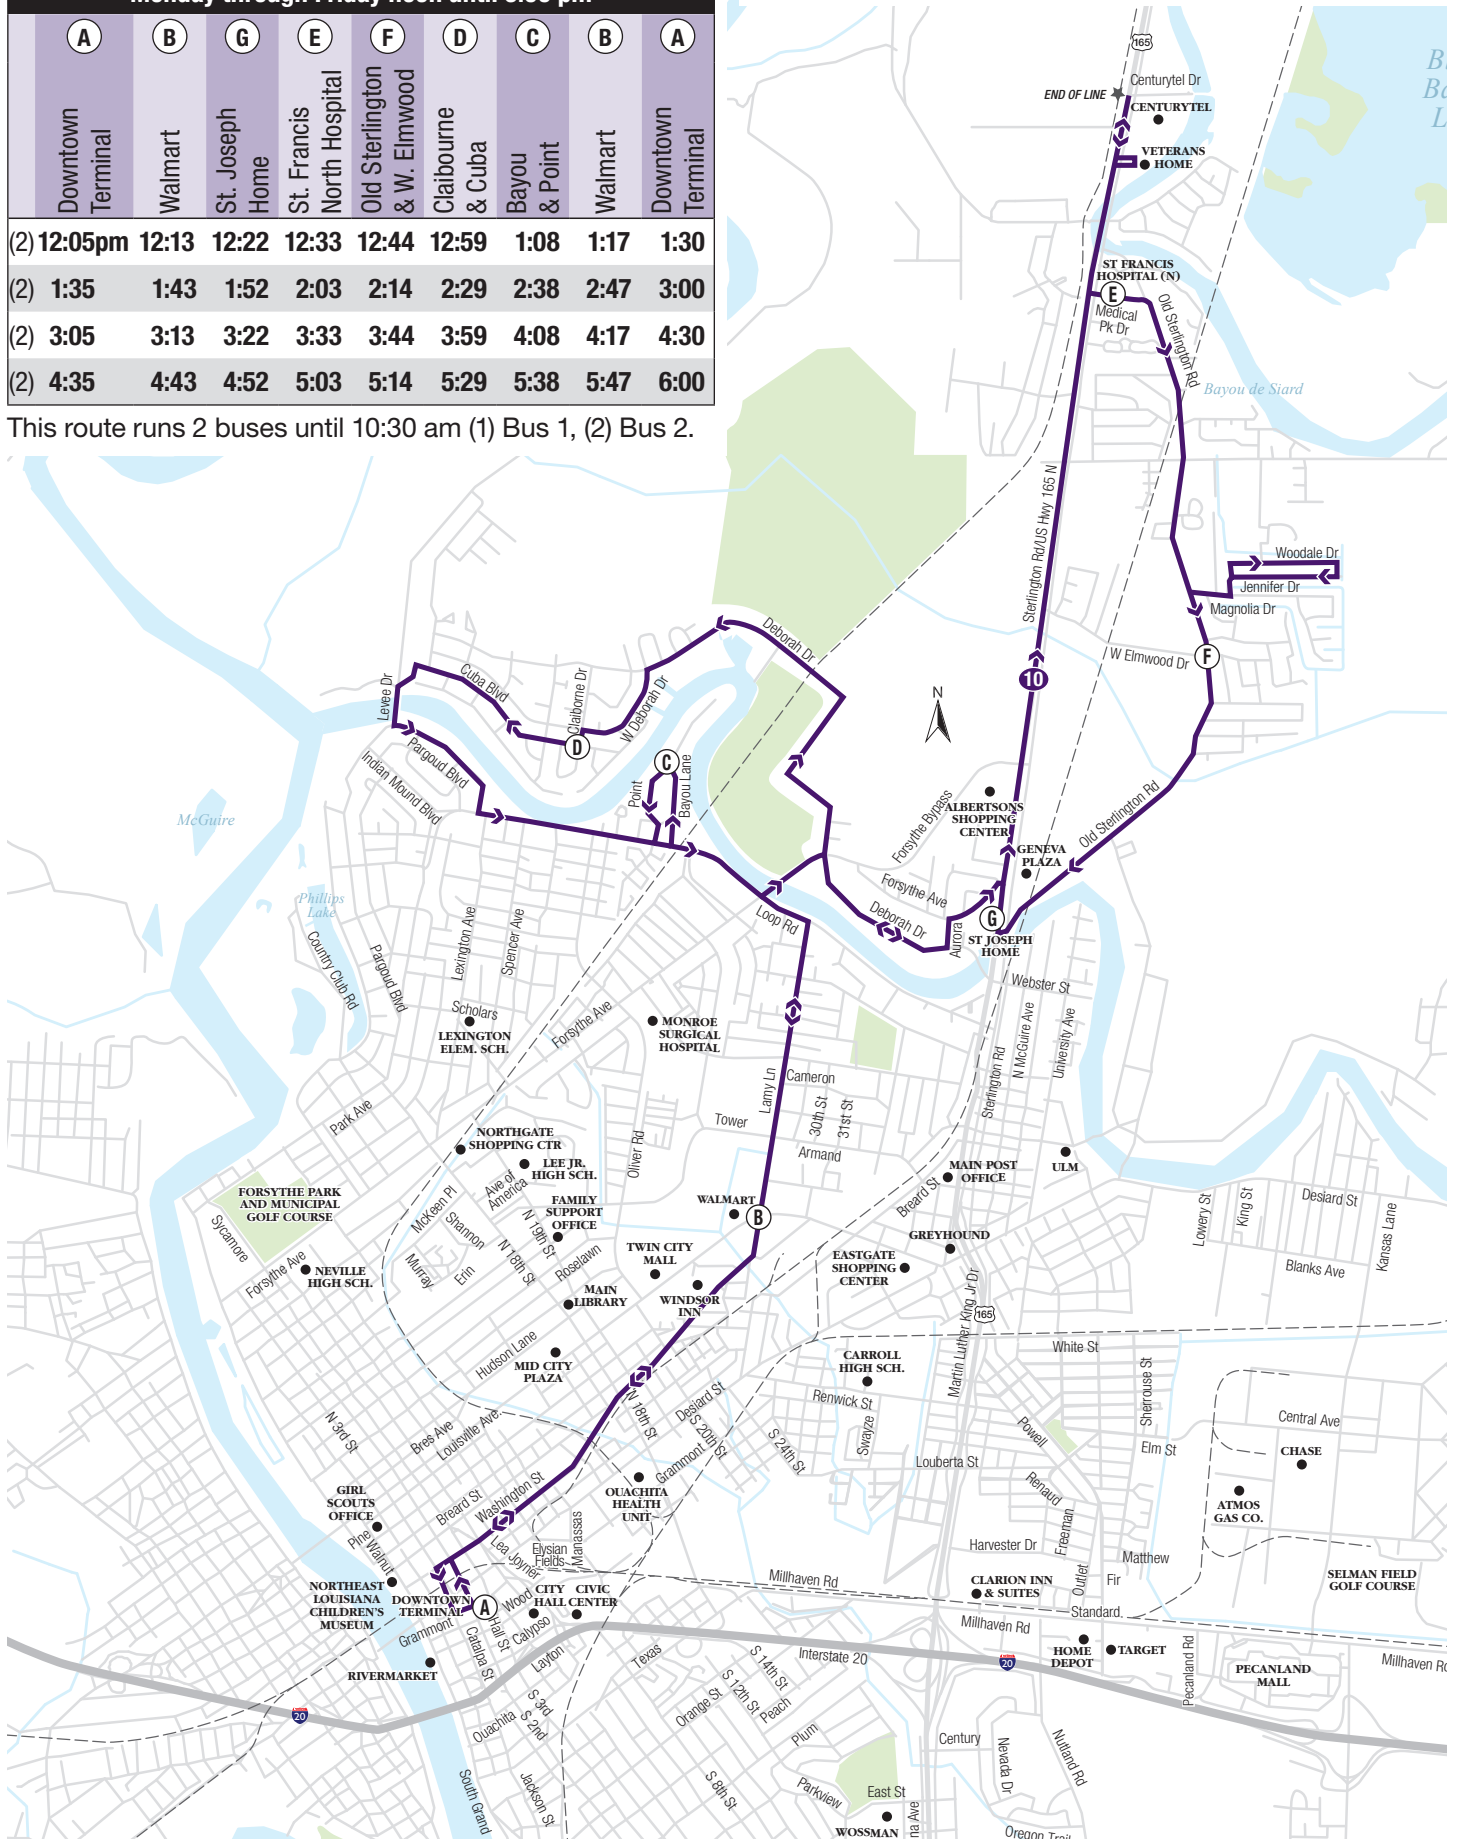 A B G E F D C B A
Downtown
Terminal
Walmart
St. Joseph
Home
St. Francis
North Hospital
Old Sterlington
& W. Elmwood
Claibourne
& Cuba
Bayou
& Point
Walmart
Downtown
Terminal
(2) 12:05pm 12:13 12:22 12:33 12:44 12:59 1:08 1:17 1:30
(2) 1:35 1:43 1:52 2:03 2:14 2:29 2:38 2:47 3:00
(2) 3:05 3:13 3:22 3:33 3:44 3:59 4:08 4:17 4:30
(2) 4:35 4:43 4:52 5:03 5:14 5:29 5:38 5:47 6:00
This route runs 2 buses until 10:30 am (1) Bus 1, (2) Bus 2.
165
Centurytel Dr
END OF LINE
CENTURYTEL
VETERANS
HOME
ST FRANCIS
HOSPITAL (N)
E
Medical
Pk Dr
Old Sterlington Rd
Bayou de Siard
Sterlington Rd/US Hwy 165 N
Woodale Dr
Jennifer Dr
Magnolia Dr
W Elmwood Dr
F
10
N
Deborah Dr
Cuba Blvd
Levee Dr
Claiborne Dr
W Deborah Dr
D
C
Point
Bayou Lane
Pargoud Blvd
Indian Mound Blvd
McGuire
Forsythe Bypass
ALBERTSONS
SHOPPING
CENTER
GENEVA
PLAZA
Old Sterlington Rd
Forsythe Ave
Deborah Dr
Aurora
G
ST JOSEPH
HOME
Loop Rd
Phillips
Lake
Country Club Rd
Pargoud Blvd
Lexington Ave
Spencer Ave
Scholars
LEXINGTON
ELEM. SCH.
Forsythe Ave
MONROE
SURGICAL
HOSPITAL
Webster St
N McGuire Ave
University Ave
Sterlington Rd
Lamy Ln
Cameron
30th St
31st St
Tower
Armand
Oliver Rd
Park Ave
NORTHGATE
SHOPPING CTR
LEE JR.
HIGH SCH.
Ave of
America
FAMILY
SUPPORT
OFFICE
McKeen Pl
Shannon
N 19th St
N 18th St
Murray
Erin
Roselawn
FORSYTHE PARK
AND MUNICIPAL
GOLF COURSE
Sycamore
Forsythe Ave
NEVILLE
HIGH SCH.
WALMART
B
TWIN CITY
MALL
WINDSOR
INN
MAIN
LIBRARY
MAIN POST
OFFICE
ULM
Breard St
GREYHOUND
EASTGATE
SHOPPING
CENTER
Lowery St
King St
Desiard St
Kansas Lane
Blanks Ave
Martin Luther King Jr Dr
165
Hudson Lane
MID CITY
PLAZA
CARROLL
HIGH SCH.
White St
Renwick St
Swayze
Sherrouse St
Powell
Elm St
Central Ave
CHASE
N 3rd St
Bres Ave
Louisville Ave.
N 18th St
Desiard St
S 20th St
S 24th St
Grammont
Louberta St
Renaud
ATMOS
GAS CO.
GIRL
SCOUTS
OFFICE
Breard St
Washington St
OUACHITA
HEALTH
UNIT
Pine
Walnut
Lea Joyner
Elysian
Fields
Manassas
Harvester Dr
Freeman
Matthew
Outlet
Fir
SELMAN FIELD
GOLF COURSE
NORTHEAST
LOUISIANA
CHILDREN'S
MUSEUM
DOWNTOWN
TERMINAL
A
Wood
CITY
HALL
CIVIC
CENTER
Millhaven Rd
CLARION INN
& SUITES
Standard
Grammont
Catalpa St
Hall St
Calypso
Layton
RIVERMARKET
Texas
Interstate 20
Millhaven Rd
HOME
DEPOT
TARGET
Pecanland Rd
PECANLAND
MALL
Millhaven Rd
20
20
S 3rd
S 2nd
Ouachita
Orange St
S 14th St
S 12th St
Peach
Plum
Century
Nevada Dr
Nutland Rd
South Grand
Jackson St
S 8th St
Parkview
East St
WOSSMAN